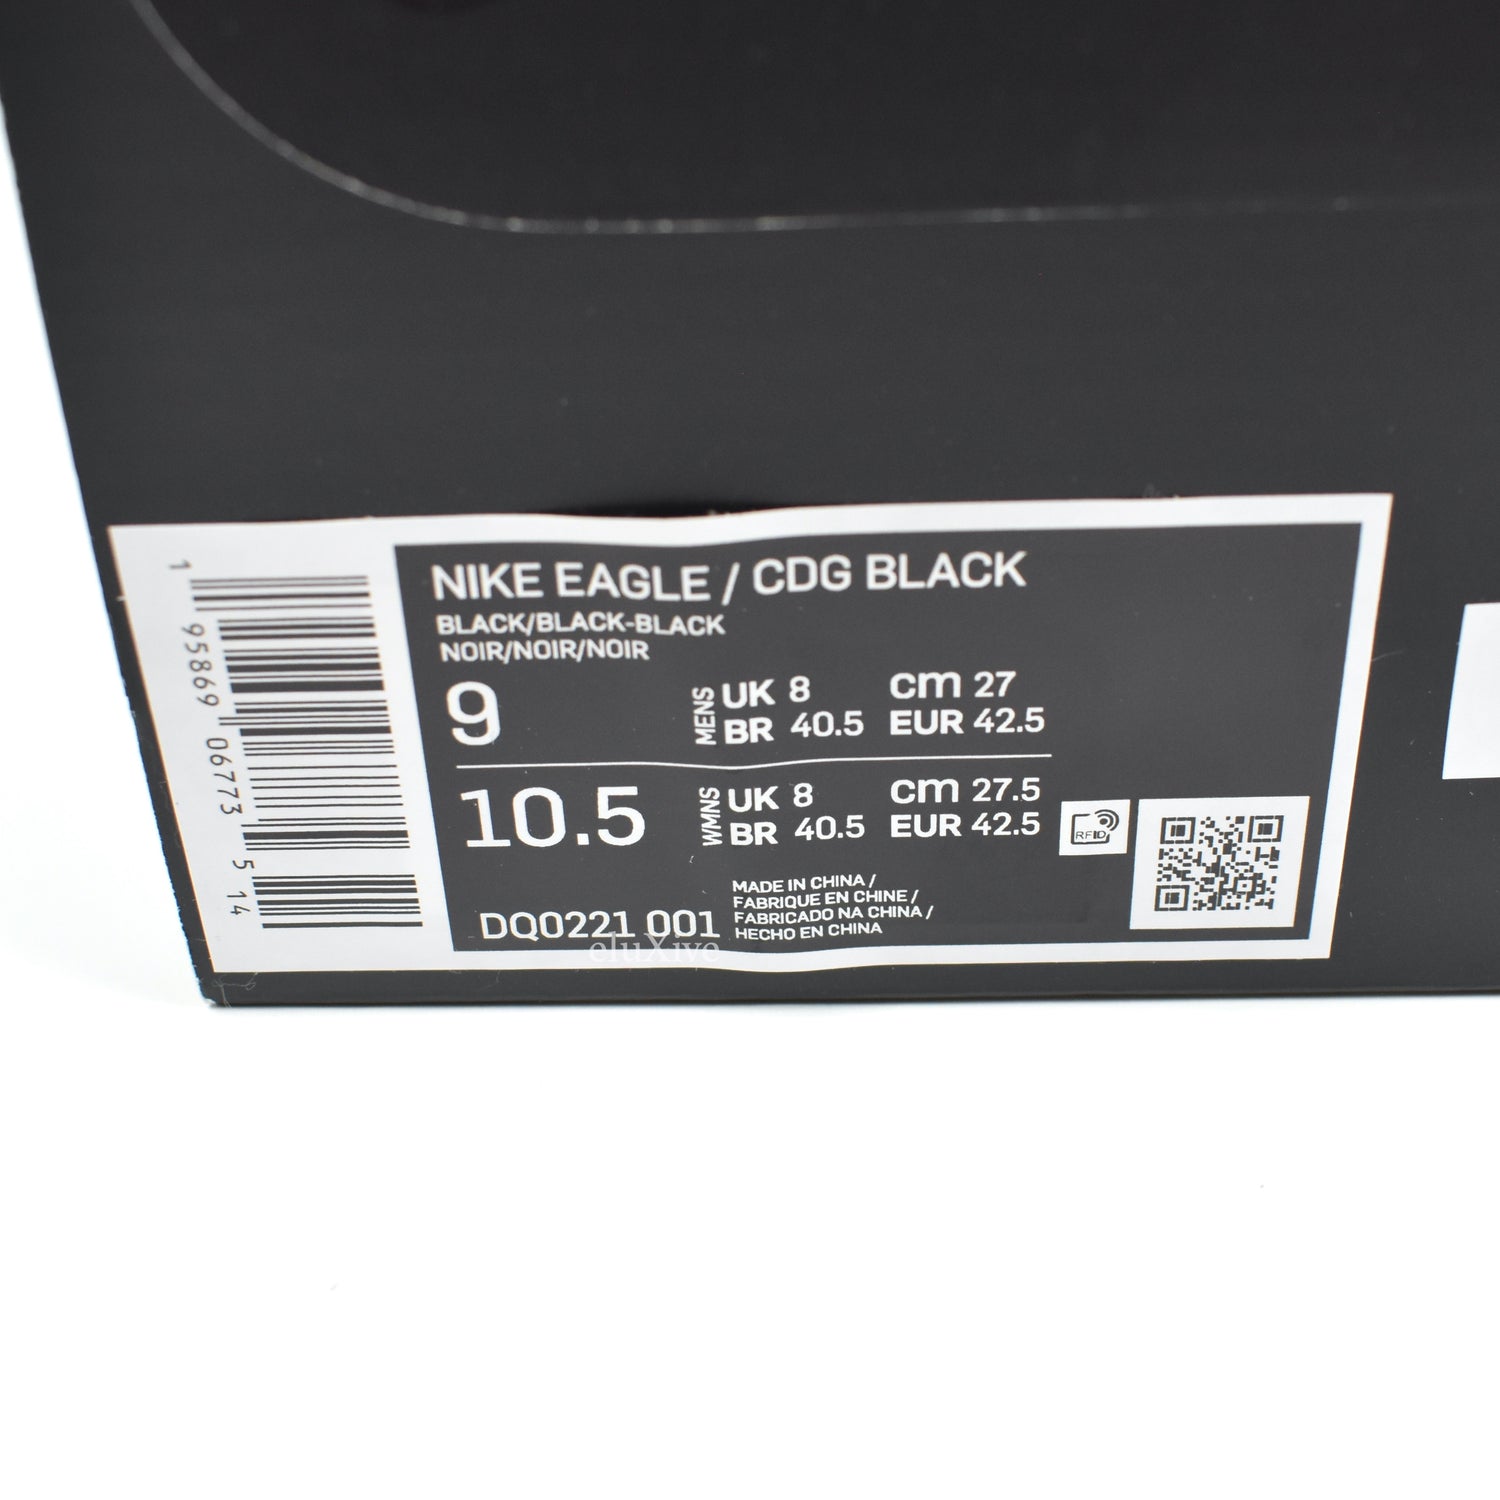 NIKE EAGLE / CDG BLACK
BLACK/BLACK-BLACK
NOIR/NOIR/NOIR
9 MENS UK 8 cm 27
BR 40.5 EUR 42.5
10.5 WMNS UK 8 cm 27.5
BR 40.5 EUR 42.5
RFID
MADE IN CHINA /
FABRIQUE EN CHINE /
FABRICADO NA CHINA /
HECHO EN CHINA
DQ0221 001
eluXive
1 95869 06773 5 14